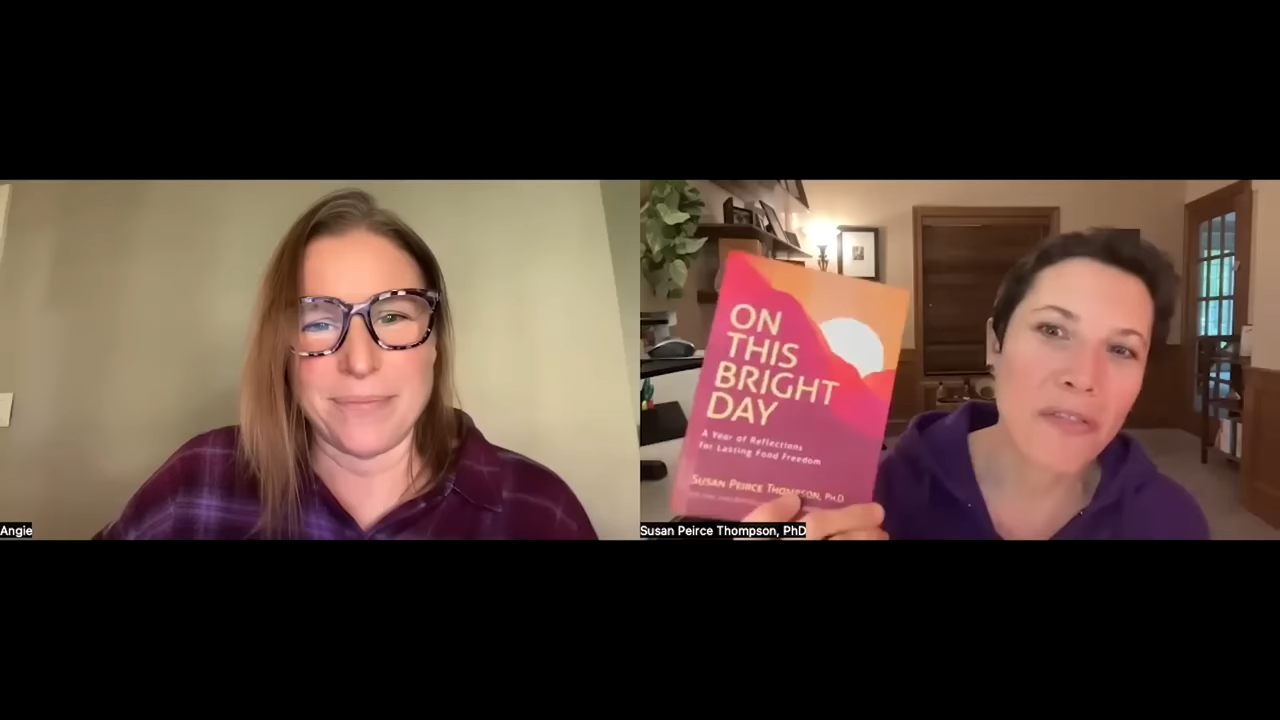 ON
THIS
BRIGHT
DAY
A Year of Reflections
for Lasting Food Freedom
SUSAN PEIRCE THOMPSON, PH.D.
Angie
Susan Peirce Thompson, PhD